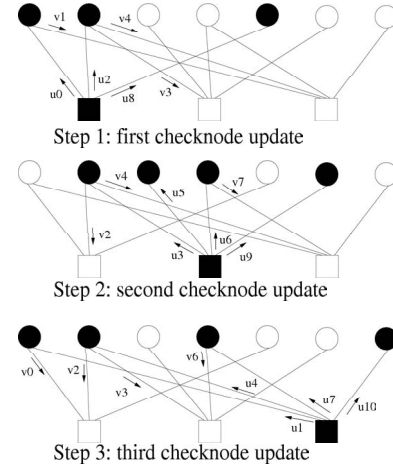 v1 v4
u0 u2 u8 v3
Step 1: first checknode update
v4 u5 v7
v2 u3 u6 u9
Step 2: second checknode update
v0 v2 v3 v6 u4 u7
u1 u10
Step 3: third checknode update